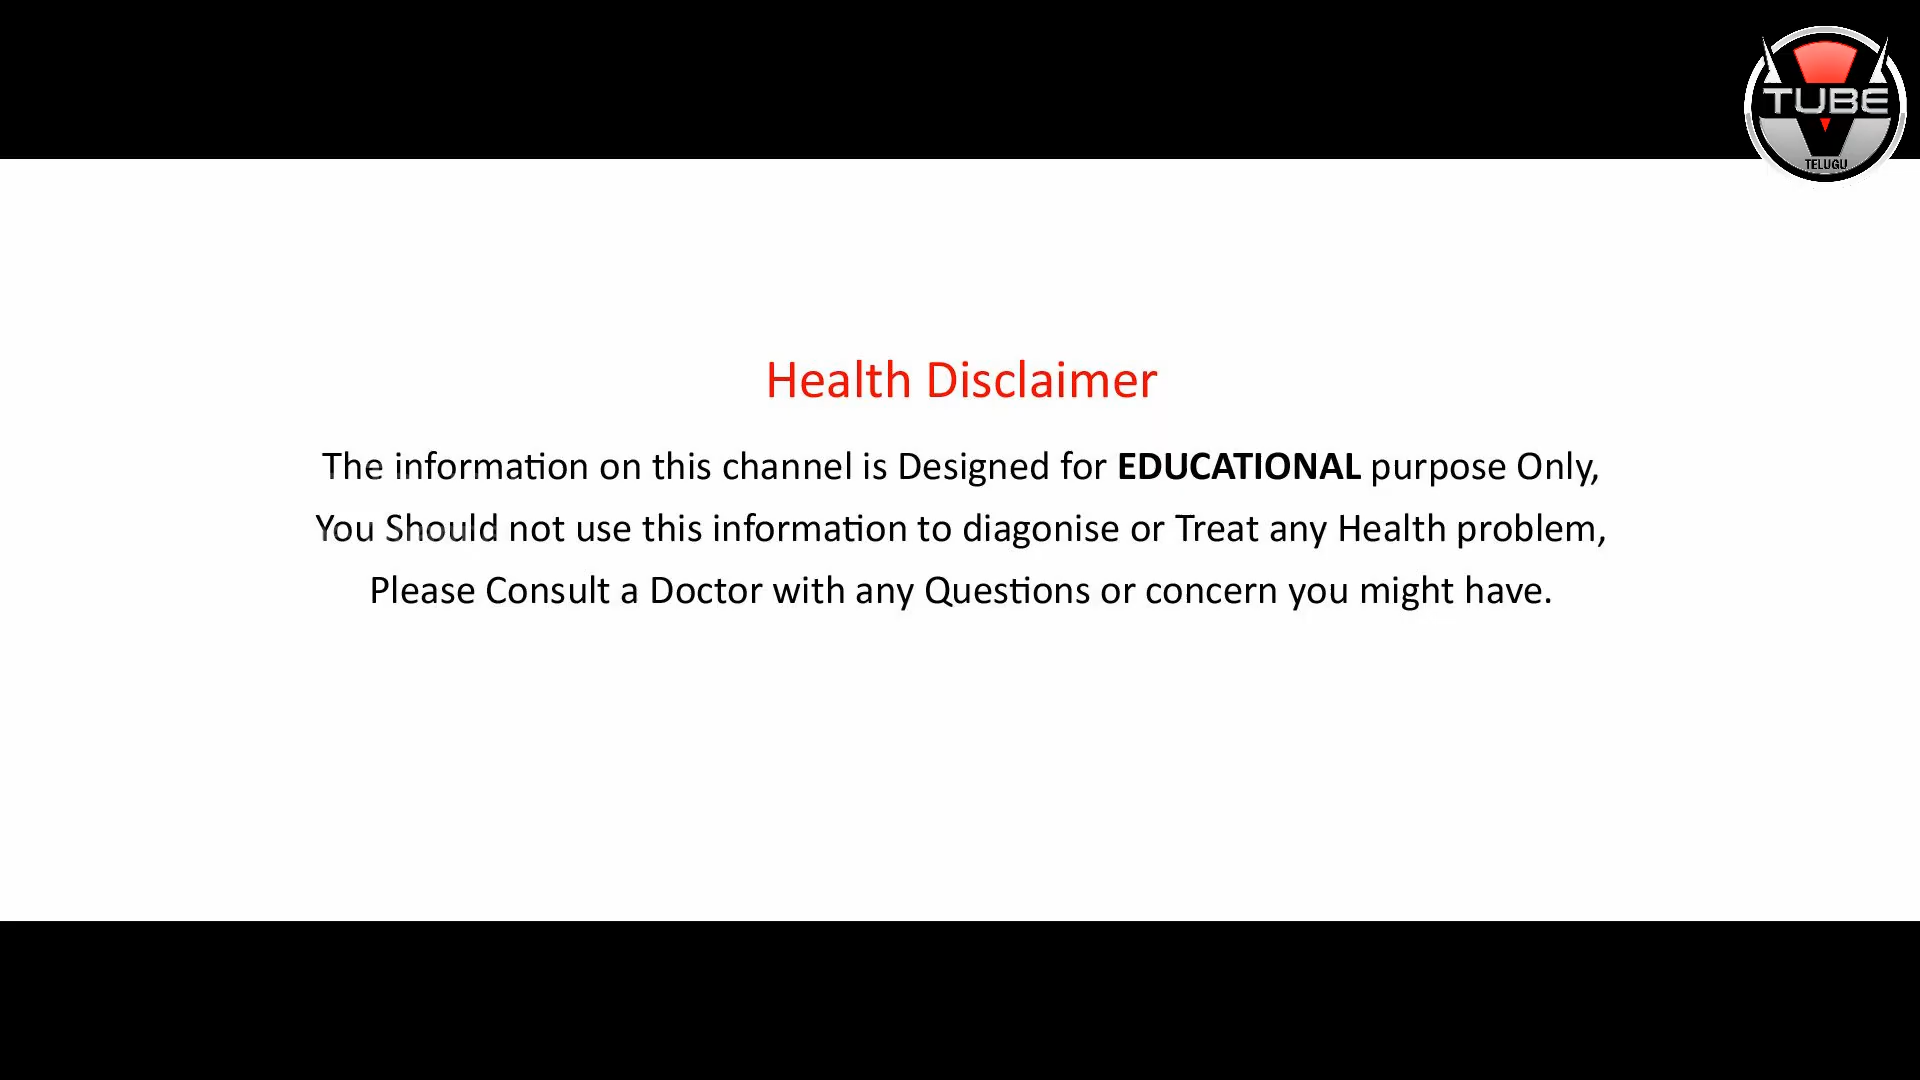 TUBE
TELUGU
Health Disclaimer
The information on this channel is Designed for EDUCATIONAL purpose Only,
You Should not use this information to diagonise or Treat any Health problem,
Please Consult a Doctor with any Questions or concern you might have.